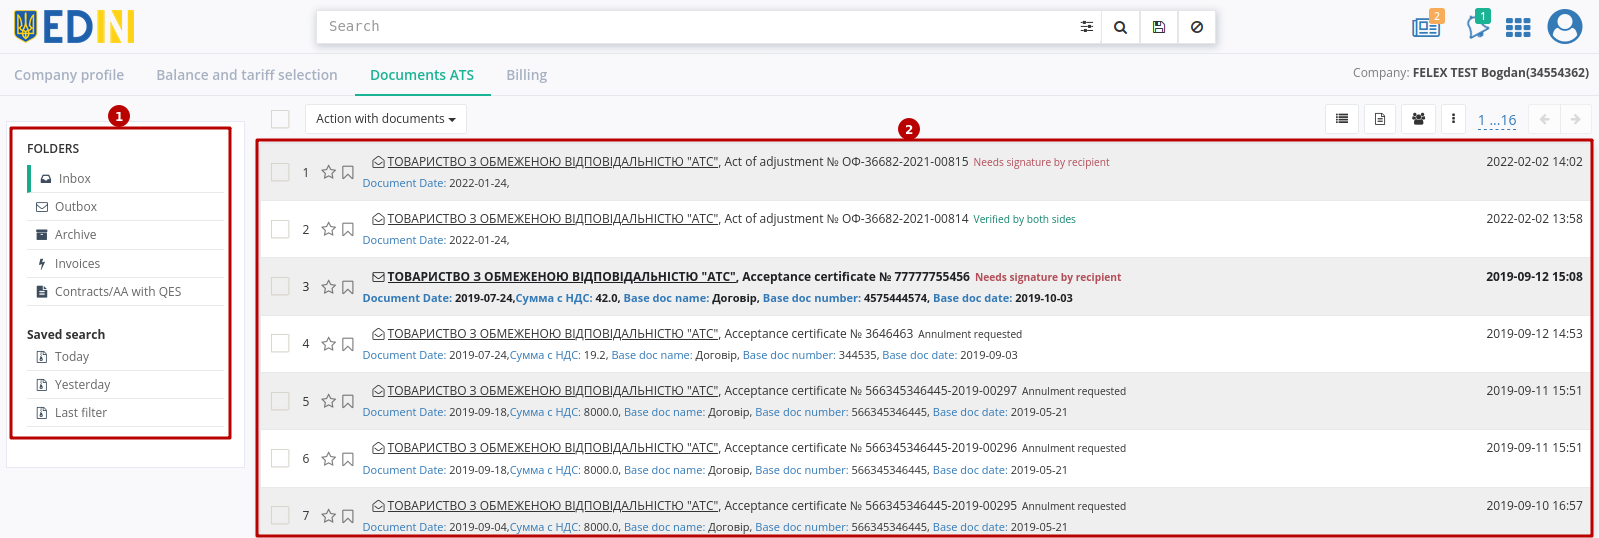 EDIN
Search
2
1
Company profile Balance and tariff selection Documents ATS Billing
Company: FELEX TEST Bogdan(34554362)
1
FOLDERS
Inbox
Outbox
Archive
Invoices
Contracts/AA with QES
Saved search
Today
Yesterday
Last filter
Action with documents
1 ...16
2
1 ТОВАРИСТВО З ОБМЕЖЕНОЮ ВІДПОВІДАЛЬНІСТЮ "АТС", Act of adjustment № ОФ-36682-2021-00815 Needs signature by recipient 2022-02-02 14:02
Document Date: 2022-01-24,
2 ТОВАРИСТВО З ОБМЕЖЕНОЮ ВІДПОВІДАЛЬНІСТЮ "АТС", Act of adjustment № ОФ-36682-2021-00814 Verified by both sides 2022-02-02 13:58
Document Date: 2022-01-24,
3 ТОВАРИСТВО З ОБМЕЖЕНОЮ ВІДПОВІДАЛЬНІСТЮ "АТС", Acceptance certificate № 77777755456 Needs signature by recipient 2019-09-12 15:08
Document Date: 2019-07-24,Сумма с НДС: 42.0, Base doc name: Договір, Base doc number: 4575444574, Base doc date: 2019-10-03
4 ТОВАРИСТВО З ОБМЕЖЕНОЮ ВІДПОВІДАЛЬНІСТЮ "АТС", Acceptance certificate № 3646463 Annulment requested 2019-09-12 14:53
Document Date: 2019-07-24,Сумма с НДС: 19.2, Base doc name: Договір, Base doc number: 344535, Base doc date: 2019-09-03
5 ТОВАРИСТВО З ОБМЕЖЕНОЮ ВІДПОВІДАЛЬНІСТЮ "АТС", Acceptance certificate № 566345346445-2019-00297 Annulment requested 2019-09-11 15:51
Document Date: 2019-09-18,Сумма с НДС: 8000.0, Base doc name: Договір, Base doc number: 566345346445, Base doc date: 2019-05-21
6 ТОВАРИСТВО З ОБМЕЖЕНОЮ ВІДПОВІДАЛЬНІСТЮ "АТС", Acceptance certificate № 566345346445-2019-00296 Annulment requested 2019-09-11 15:51
Document Date: 2019-09-18,Сумма с НДС: 8000.0, Base doc name: Договір, Base doc number: 566345346445, Base doc date: 2019-05-21
7 ТОВАРИСТВО З ОБМЕЖЕНОЮ ВІДПОВІДАЛЬНІСТЮ "АТС", Acceptance certificate № 566345346445-2019-00295 Annulment requested 2019-09-10 16:57
Document Date: 2019-09-04,Сумма с НДС: 8000.0, Base doc name: Договір, Base doc number: 566345346445, Base doc date: 2019-05-21